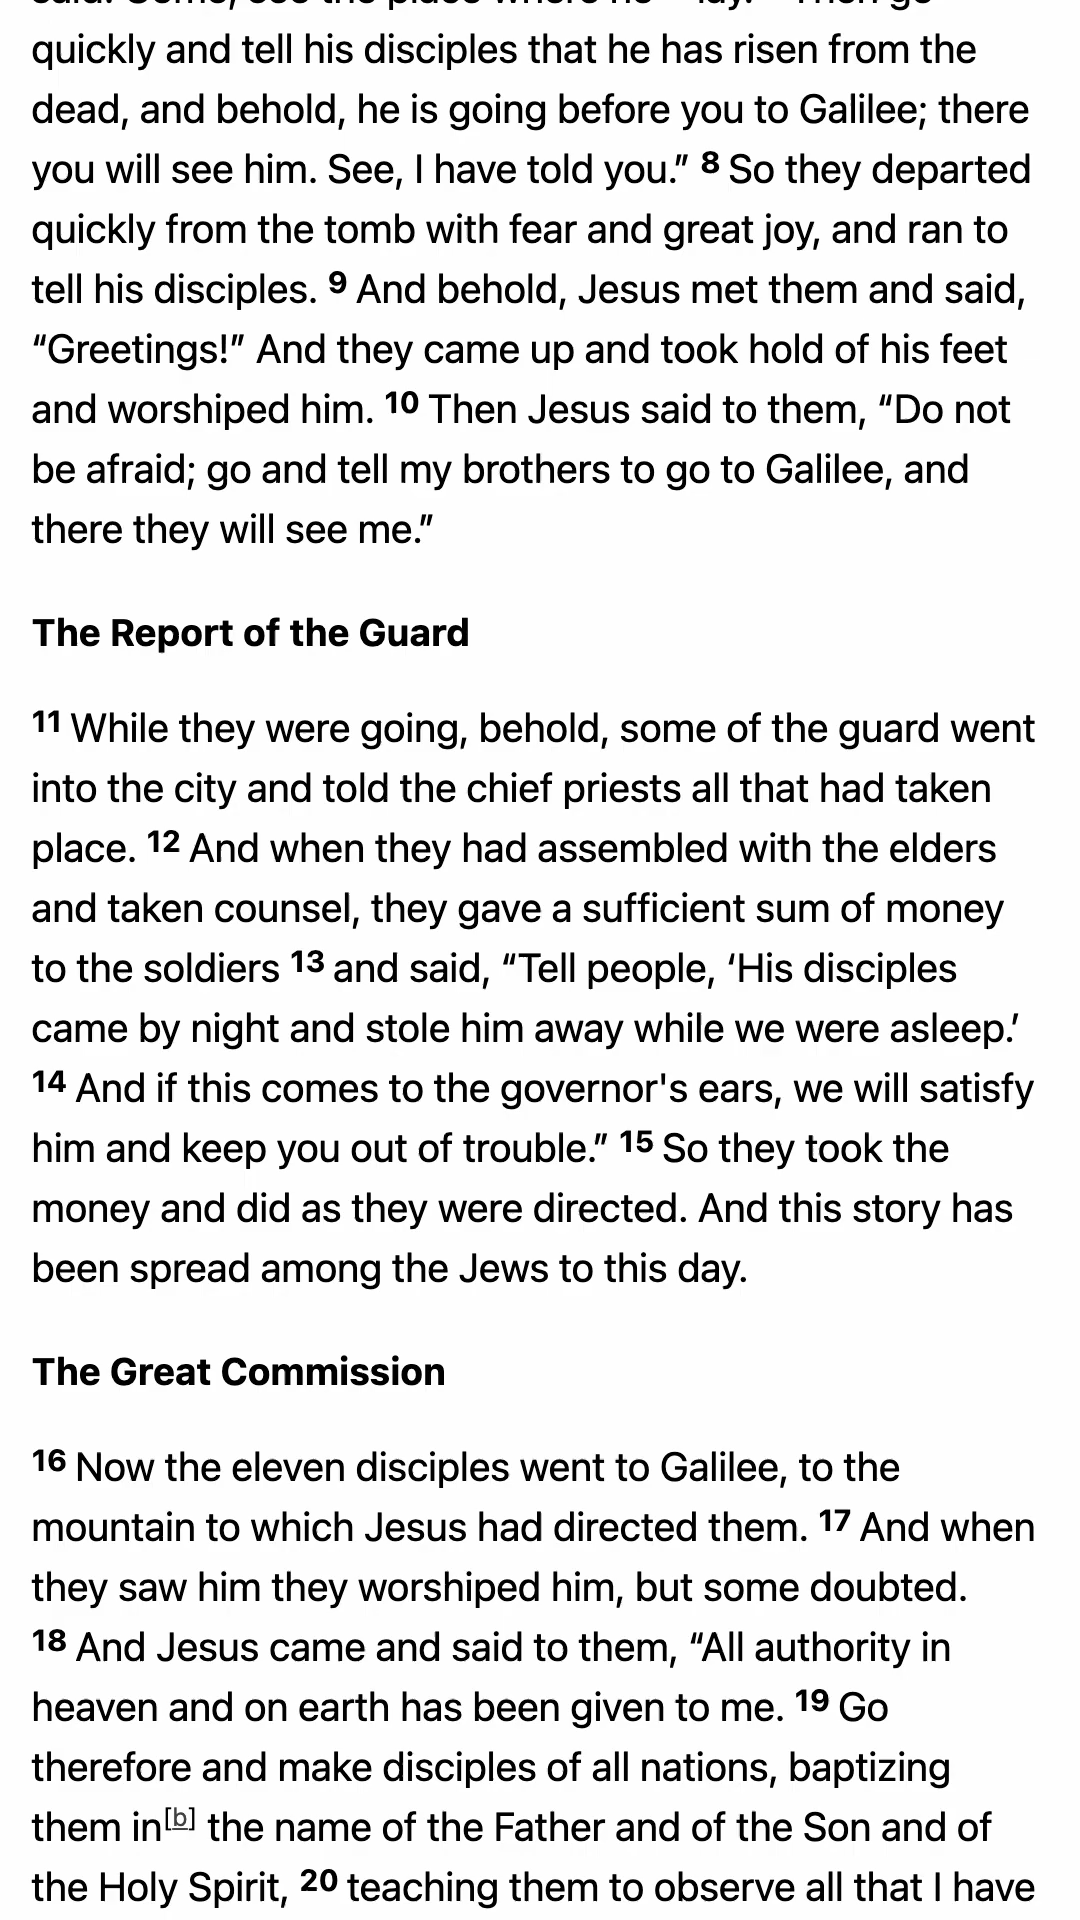 quickly and tell his disciples that he has risen from the
dead, and behold, he is going before you to Galilee; there
you will see him. See, I have told you.” 8 So they departed
quickly from the tomb with fear and great joy, and ran to
tell his disciples. 9 And behold, Jesus met them and said,
“Greetings!” And they came up and took hold of his feet
and worshiped him. 10 Then Jesus said to them, “Do not
be afraid; go and tell my brothers to go to Galilee, and
there they will see me.”
The Report of the Guard
11 While they were going, behold, some of the guard went
into the city and told the chief priests all that had taken
place. 12 And when they had assembled with the elders
and taken counsel, they gave a sufficient sum of money
to the soldiers 13 and said, “Tell people, ‘His disciples
came by night and stole him away while we were asleep.’
14 And if this comes to the governor's ears, we will satisfy
him and keep you out of trouble.” 15 So they took the
money and did as they were directed. And this story has
been spread among the Jews to this day.
The Great Commission
16 Now the eleven disciples went to Galilee, to the
mountain to which Jesus had directed them. 17 And when
they saw him they worshiped him, but some doubted.
18 And Jesus came and said to them, “All authority in
heaven and on earth has been given to me. 19 Go
therefore and make disciples of all nations, baptizing
them in[b] the name of the Father and of the Son and of
the Holy Spirit, 20 teaching them to observe all that I have